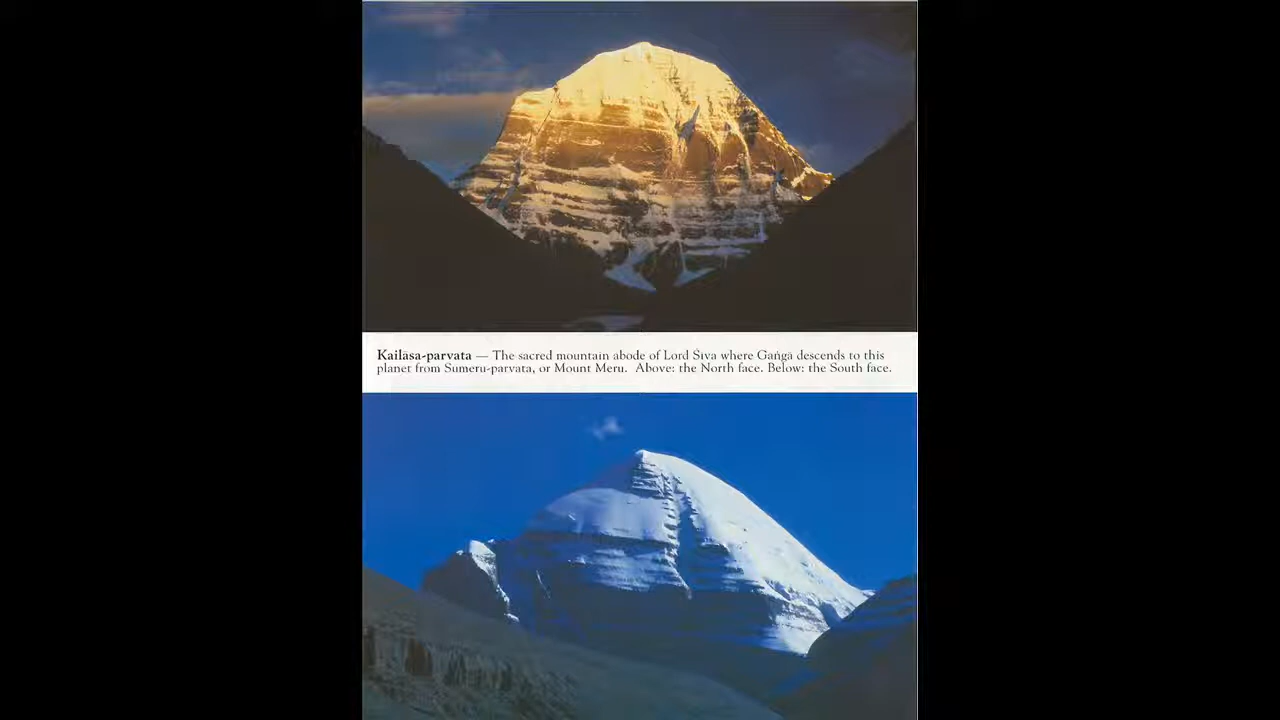 Kailāsa-parvata — The sacred mountain abode of Lord Śiva where Gaṅgā descends to this
planet from Sumeru-parvata, or Mount Meru.  Above: the North face. Below: the South face.